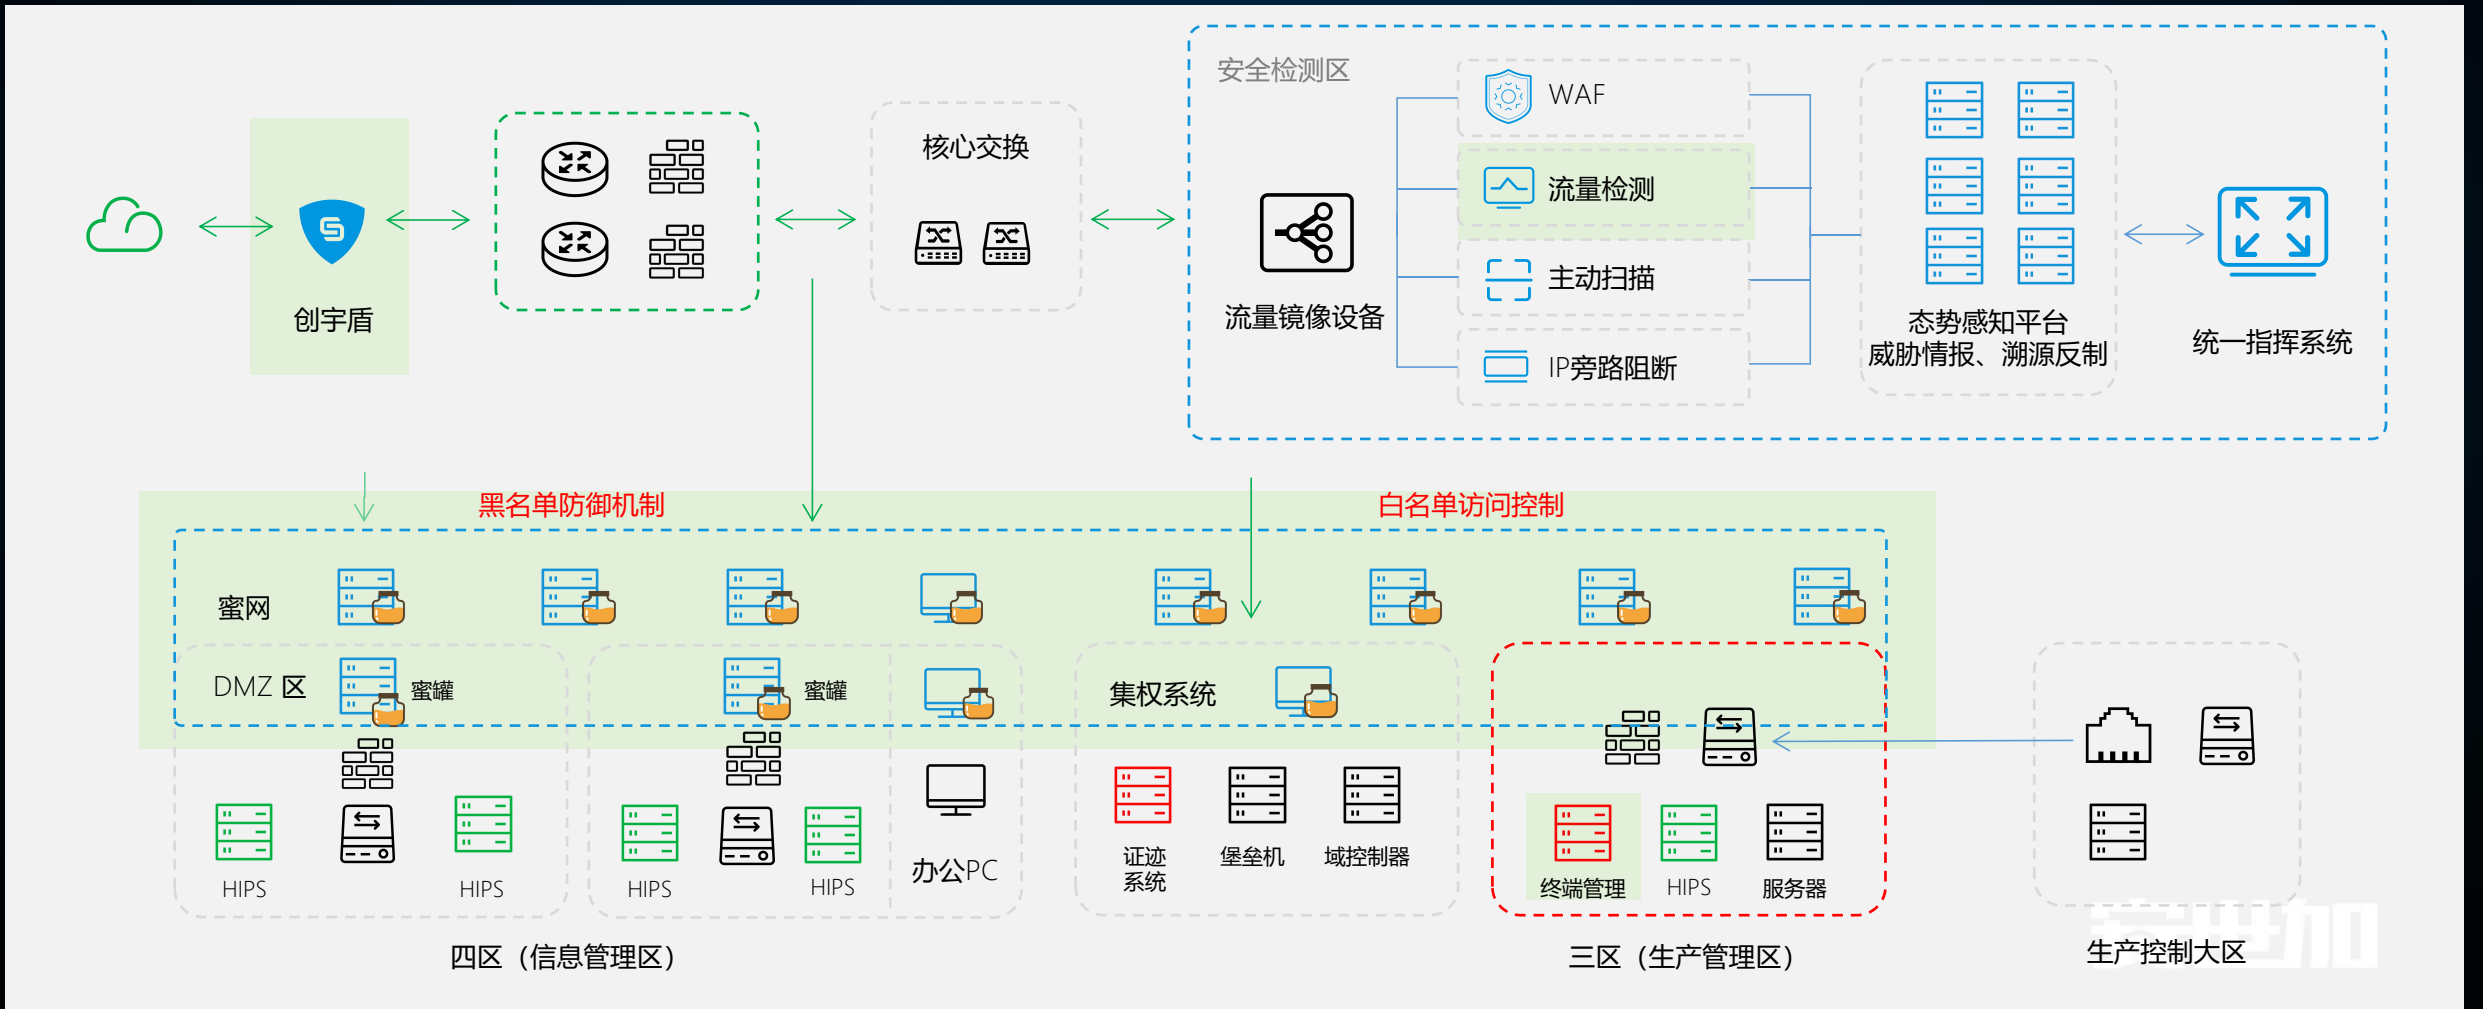 安全检测区
WAF
核心交换
流量检测
主动扫描
创宇盾
流量镜像设备
态势感知平台
威胁情报、溯源反制
统一指挥系统
IP旁路阻断
黑名单防御机制
白名单访问控制
蜜网
DMZ 区
蜜罐
蜜罐
集权系统
HIPS
HIPS
HIPS
HIPS
办公PC
证迹
系统
堡垒机
域控制器
终端管理
HIPS
服务器
四区（信息管理区）
三区（生产管理区）
生产控制大区